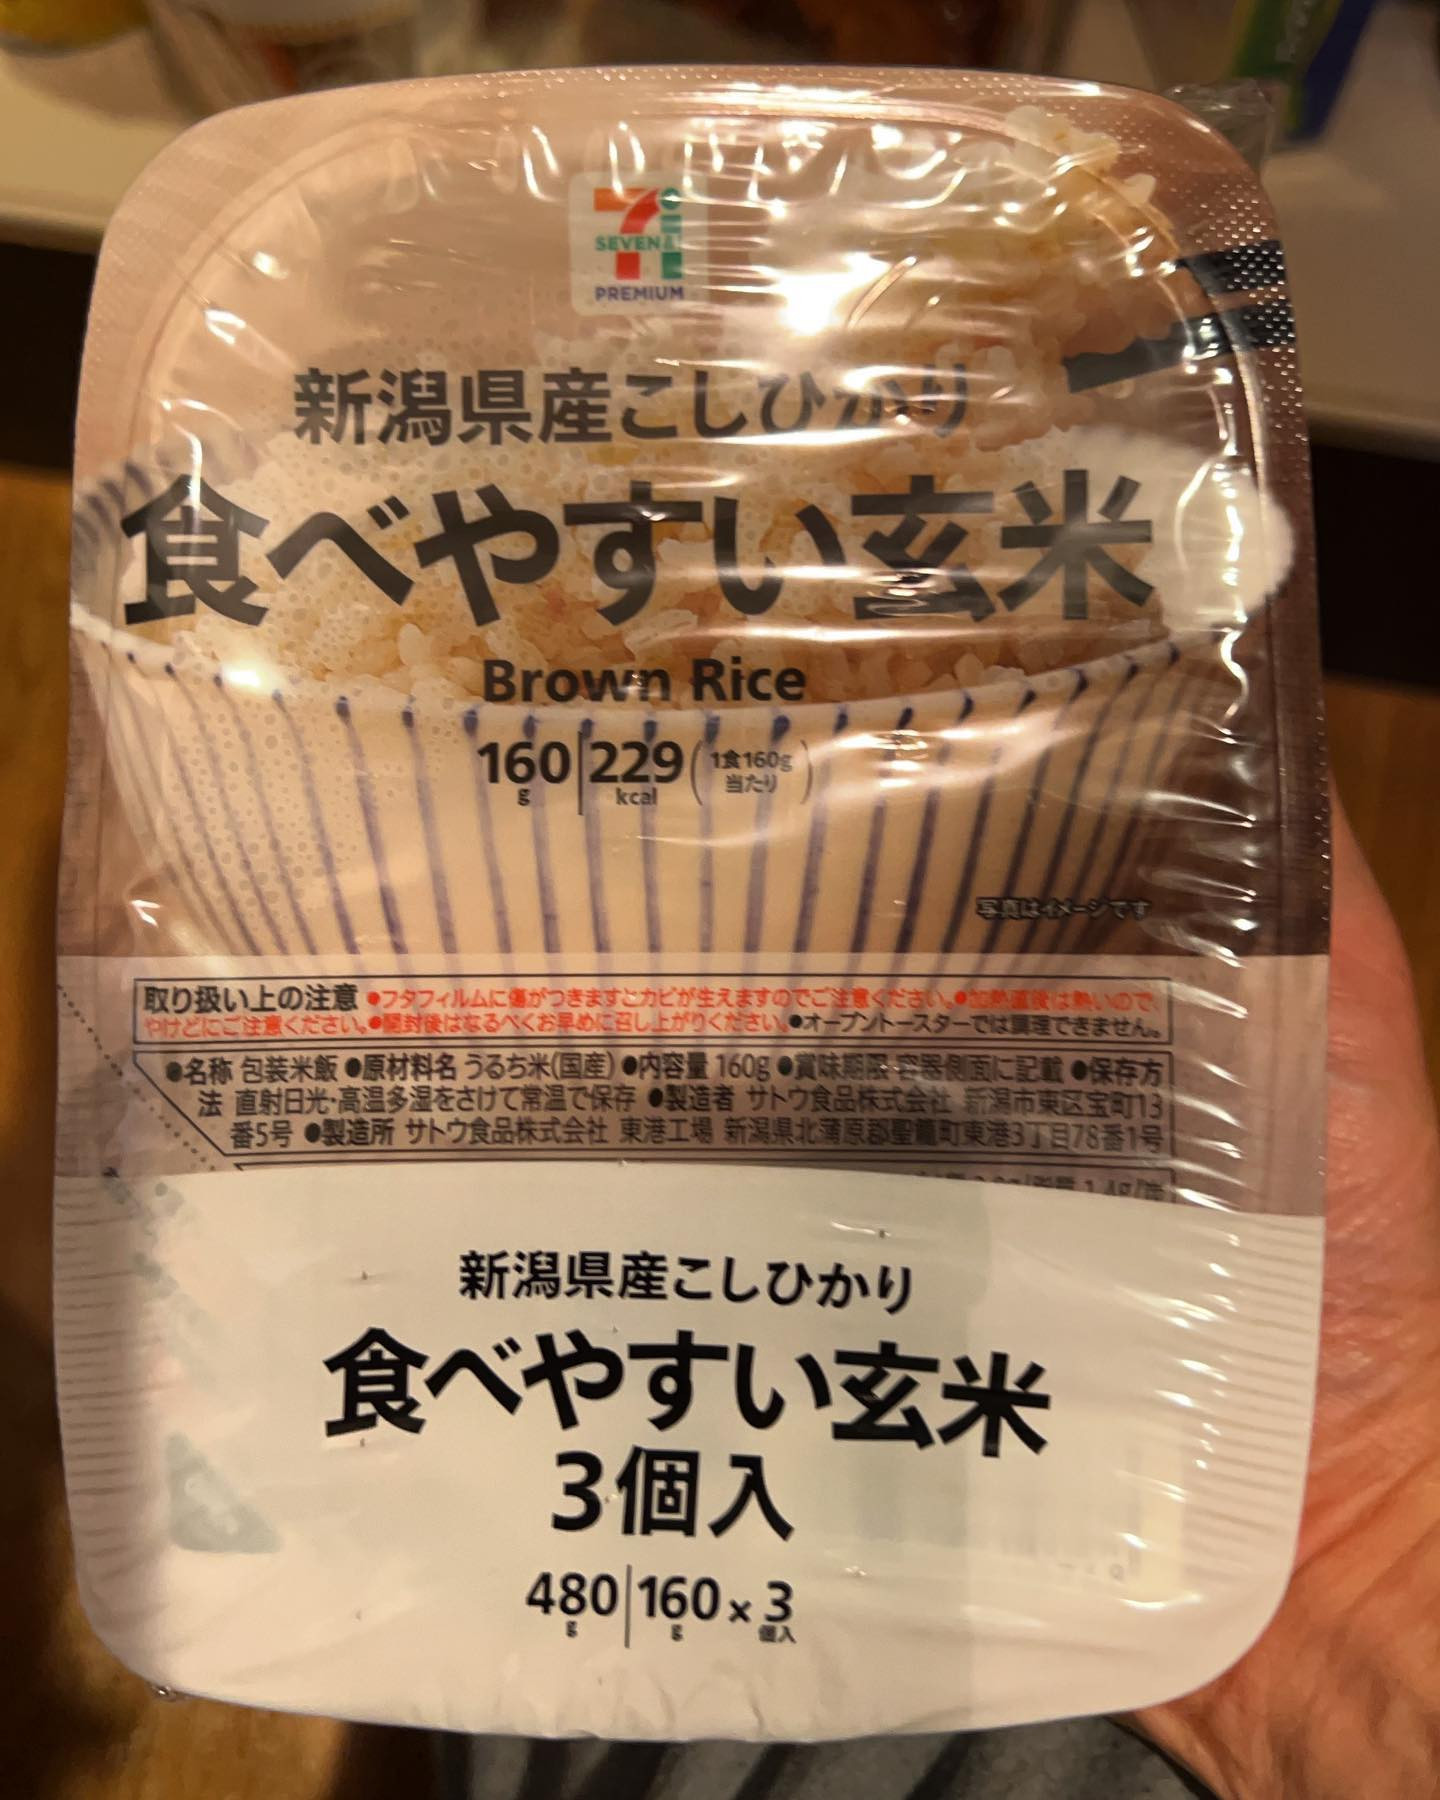 7
SEVEN&i
PREMIUM
新潟県産こしひかり
食べやすい玄米
Brown Rice
160g 229kcal (1食160g当たり)
写真はイメージです
取り扱い上の注意 ●フタフィルムに傷がつきますとカビが生えますのでご注意ください。●加熱直後は熱いので、
やけどにご注意ください。●開封後はなるべくお早めに召し上がりください。●オーブントースターでは調理できません。
●名称 包装米飯 ●原材料名 うるち米(国産) ●内容量 160g ●賞味期限 容器側面に記載 ●保存方
法 直射日光・高温多湿をさけて常温で保存 ●製造者 サトウ食品株式会社 新潟市東区宝町13
番5号 ●製造所 サトウ食品株式会社 東港工場 新潟県北蒲原郡聖籠町東港3丁目78番1号
新潟県産こしひかり
食べやすい玄米
3個入
480g 160g×3個入